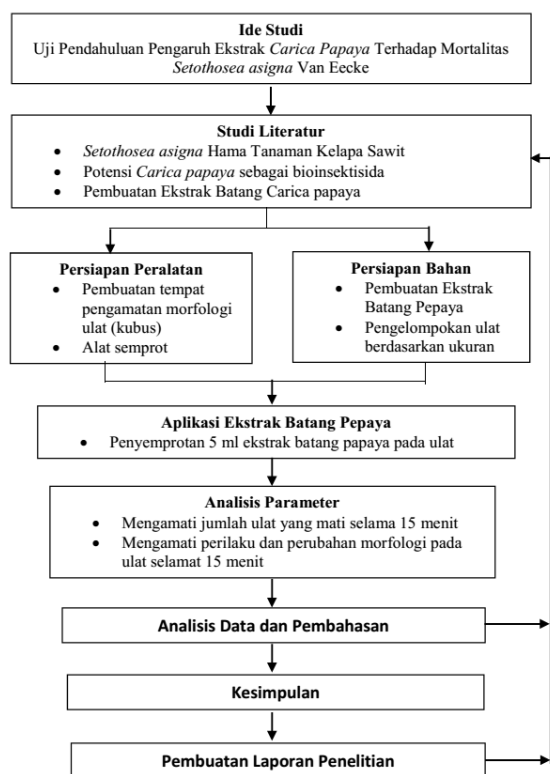 Ide Studi
Uji Pendahuluan Pengaruh Ekstrak Carica Papaya Terhadap Mortalitas
Setothosea asigna Van Eecke
Studi Literatur
• Setothosea asigna Hama Tanaman Kelapa Sawit
• Potensi Carica papaya sebagai bioinsektisida
• Pembuatan Ekstrak Batang Carica papaya
Persiapan Peralatan
• Pembuatan tempat
pengamatan morfologi
ulat (kubus)
• Alat semprot
Persiapan Bahan
• Pembuatan Ekstrak
Batang Pepaya
• Pengelompokan ulat
berdasarkan ukuran
Aplikasi Ekstrak Batang Pepaya
• Penyemprotan 5 ml ekstrak batang papaya pada ulat
Analisis Parameter
• Mengamati jumlah ulat yang mati selama 15 menit
• Mengamati perilaku dan perubahan morfologi pada
ulat selamat 15 menit
Analisis Data dan Pembahasan
Kesimpulan
Pembuatan Laporan Penelitian